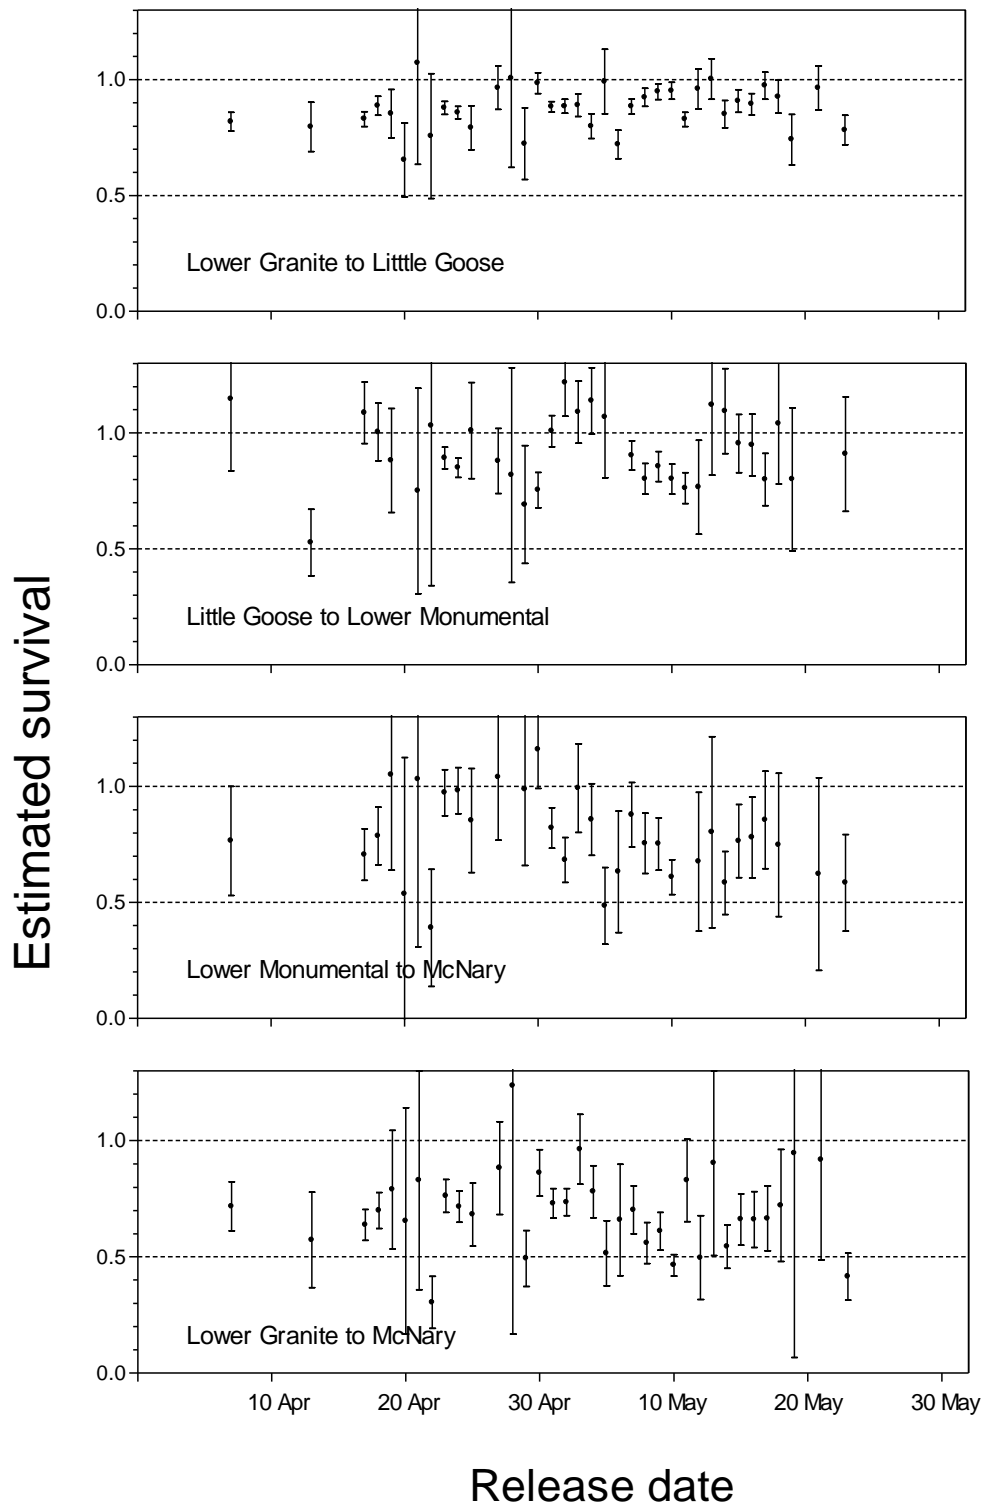 1.0
0.5
Lower Granite to Litttle Goose
0.0
1.0
0.5
Little Goose to Lower Monumental
0.0
Estimated survival
1.0
0.5
Lower Monumental to McNary
0.0
1.0
0.5
Lower Granite to McNary
0.0
10 Apr 20 Apr 30 Apr 10 May 20 May 30 May
Release date